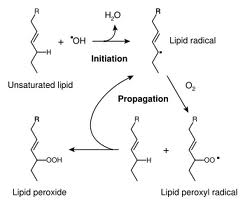 R
H₂O
R
H
+ •OH
•
Lipid radical
Unsaturated lipid
Initiation
O₂
Propagation
R
R
R
OOH
H
+
OO•
Lipid peroxide
Lipid peroxyl radical